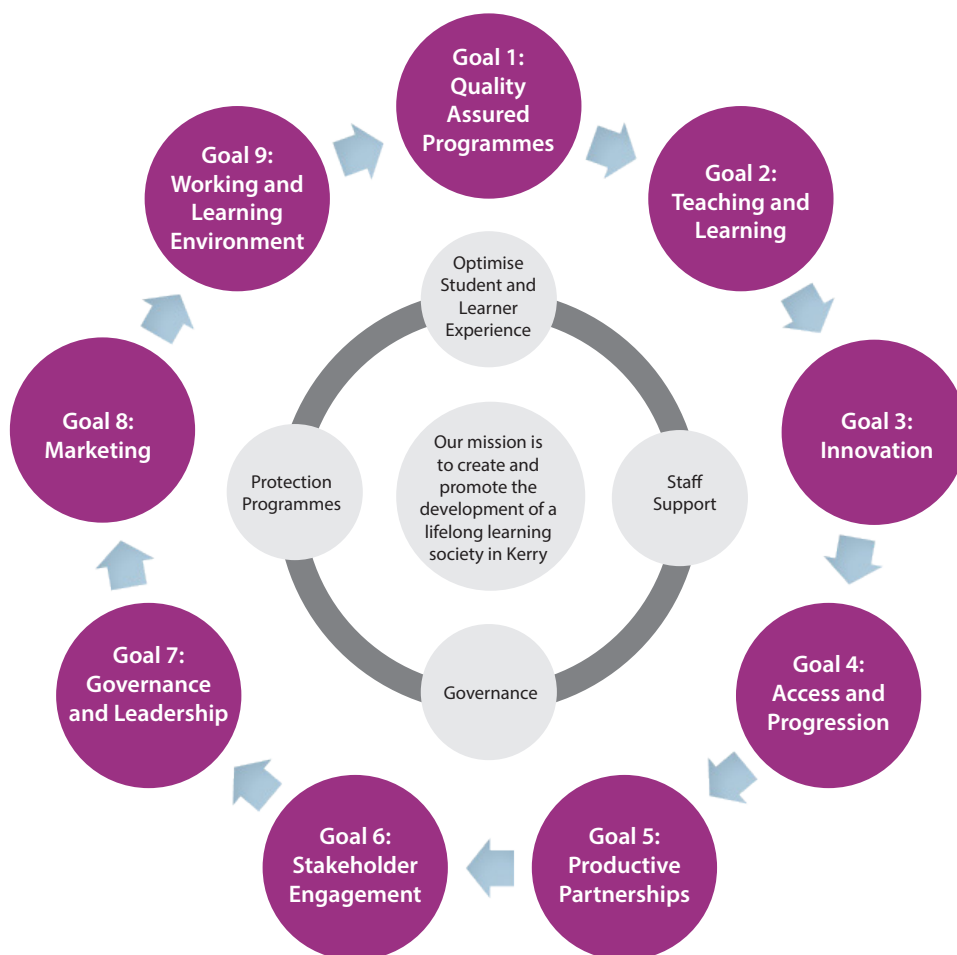 Goal 1:
Quality
Assured
Programmes
Goal 2:
Teaching and
Learning
Goal 3:
Innovation
Goal 4:
Access and
Progression
Goal 5:
Productive
Partnerships
Goal 6:
Stakeholder
Engagement
Goal 7:
Governance
and Leadership
Goal 8:
Marketing
Goal 9:
Working and
Learning
Environment
Optimise
Student and
Learner
Experience
Staff
Support
Governance
Protection
Programmes
Our mission is
to create and
promote the
development of a
lifelong learning
society in Kerry